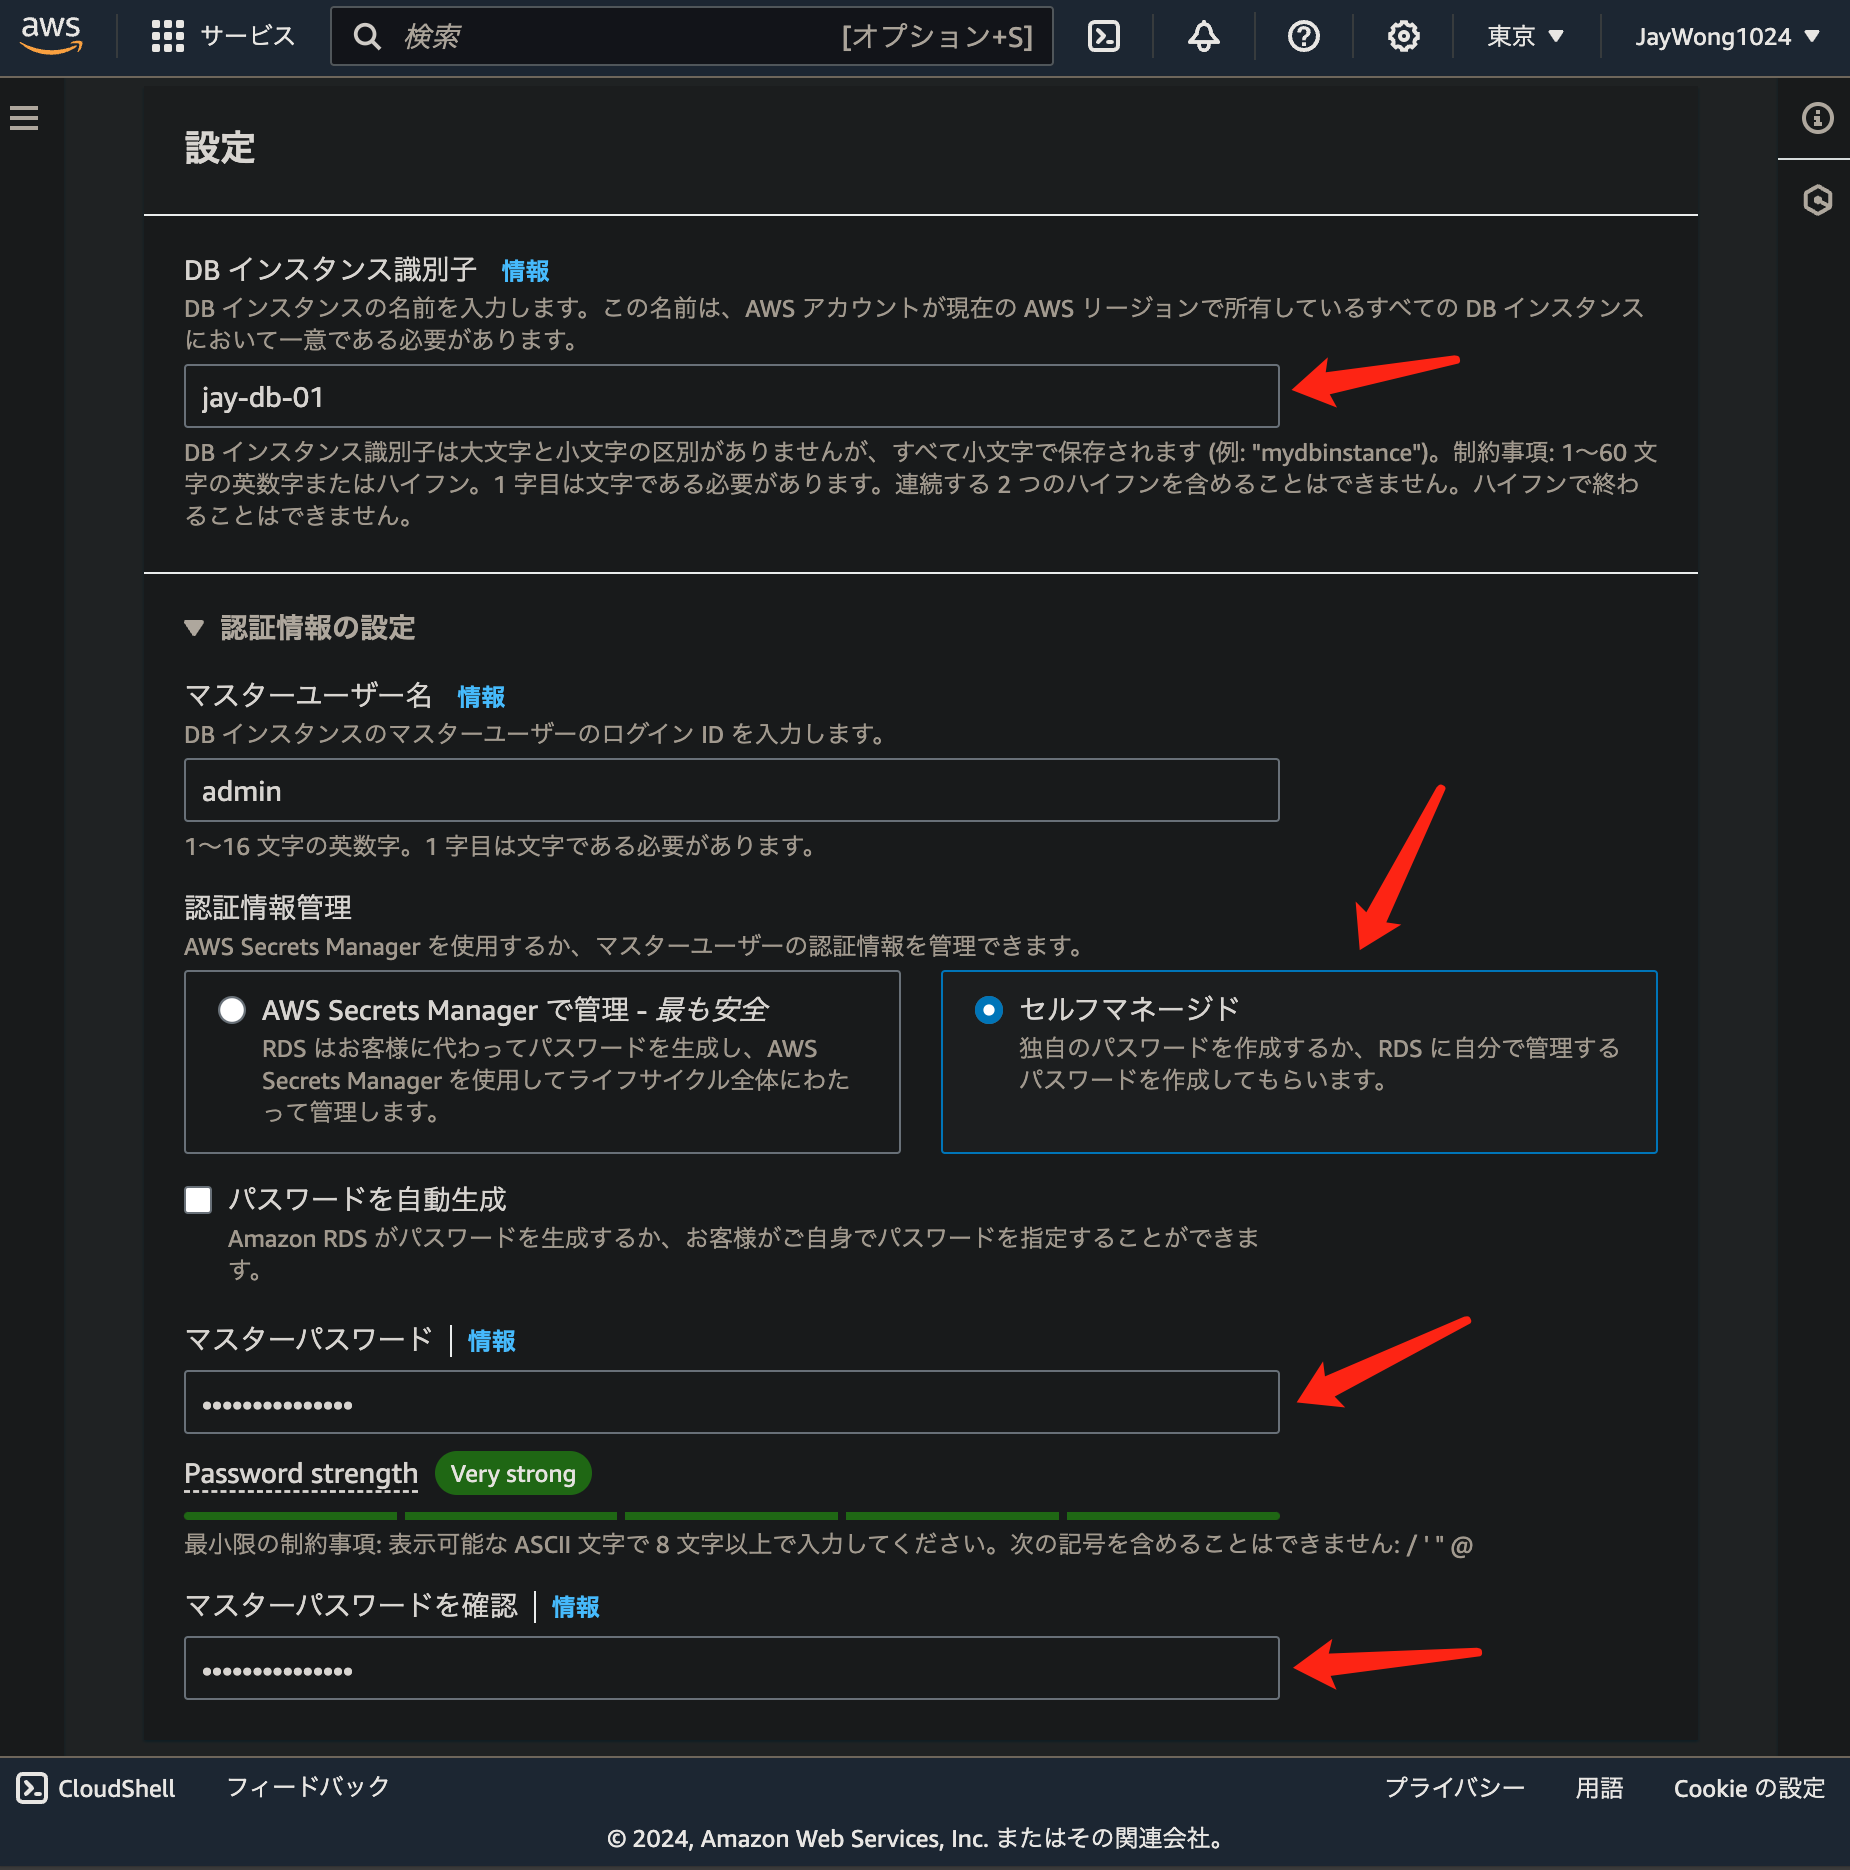 aws サービス 検索 [オプション+S] 東京 ▼ JayWong1024 ▼
設定
DB インスタンス識別子 情報
DB インスタンスの名前を入力します。この名前は、AWS アカウントが現在の AWS リージョンで所有しているすべての DB インスタンス
において一意である必要があります。
jay-db-01
DB インスタンス識別子は大文字と小文字の区別がありませんが、すべて小文字で保存されます (例: "mydbinstance")。制約事項: 1～60 文
字の英数字またはハイフン。1 字目は文字である必要があります。連続する 2 つのハイフンを含めることはできません。ハイフンで終わ
ることはできません。
▼ 認証情報の設定
マスターユーザー名 情報
DB インスタンスのマスターユーザーのログイン ID を入力します。
admin
1～16 文字の英数字。1 字目は文字である必要があります。
認証情報管理
AWS Secrets Manager を使用するか、マスターユーザーの認証情報を管理できます。
AWS Secrets Manager で管理 - 最も安全
RDS はお客様に代わってパスワードを生成し、AWS
Secrets Manager を使用してライフサイクル全体にわた
って管理します。
セルフマネージド
独自のパスワードを作成するか、RDS に自分で管理する
パスワードを作成してもらいます。
パスワードを自動生成
Amazon RDS がパスワードを生成するか、お客様がご自身でパスワードを指定することができま
す。
マスターパスワード | 情報
•••••••••••••••
Password strength Very strong
最小限の制約事項: 表示可能な ASCII 文字で 8 文字以上で入力してください。次の記号を含めることはできません: / ' " @
マスターパスワードを確認 | 情報
•••••••••••••••
CloudShell フィードバック プライバシー 用語 Cookie の設定
© 2024, Amazon Web Services, Inc. またはその関連会社。